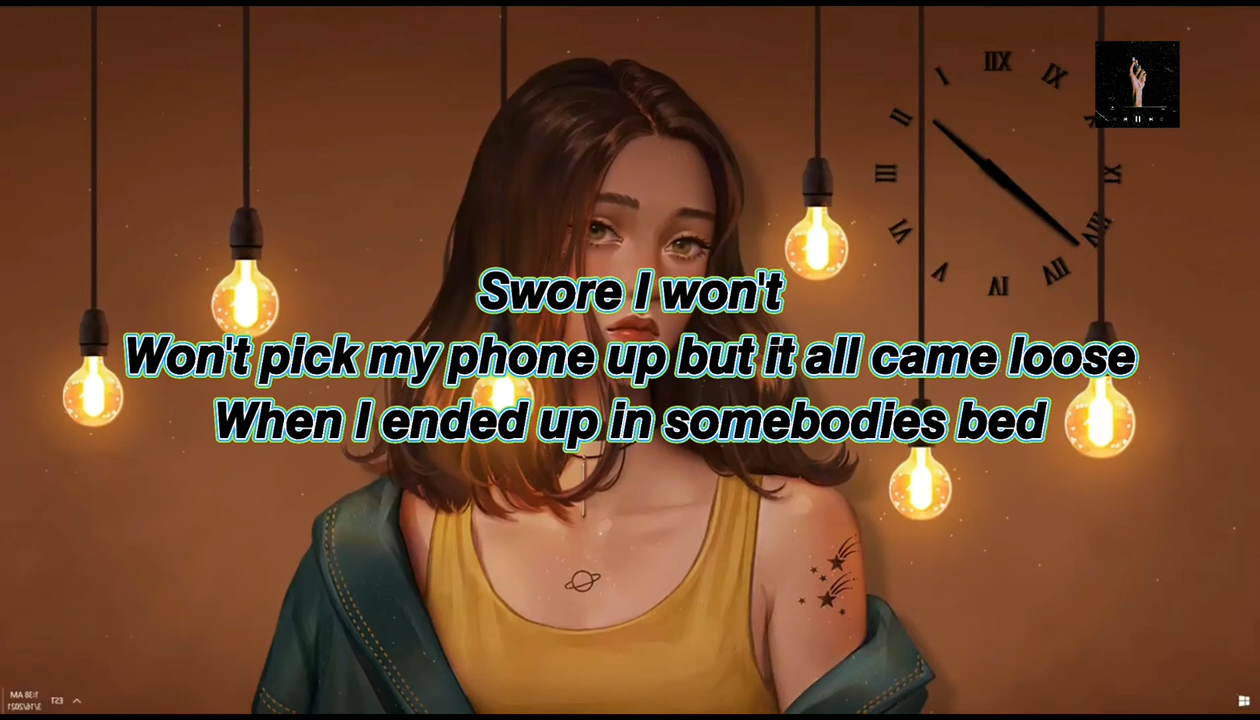 Swore I won't
Won't pick my phone up but it all came loose
When I ended up in somebodies bed